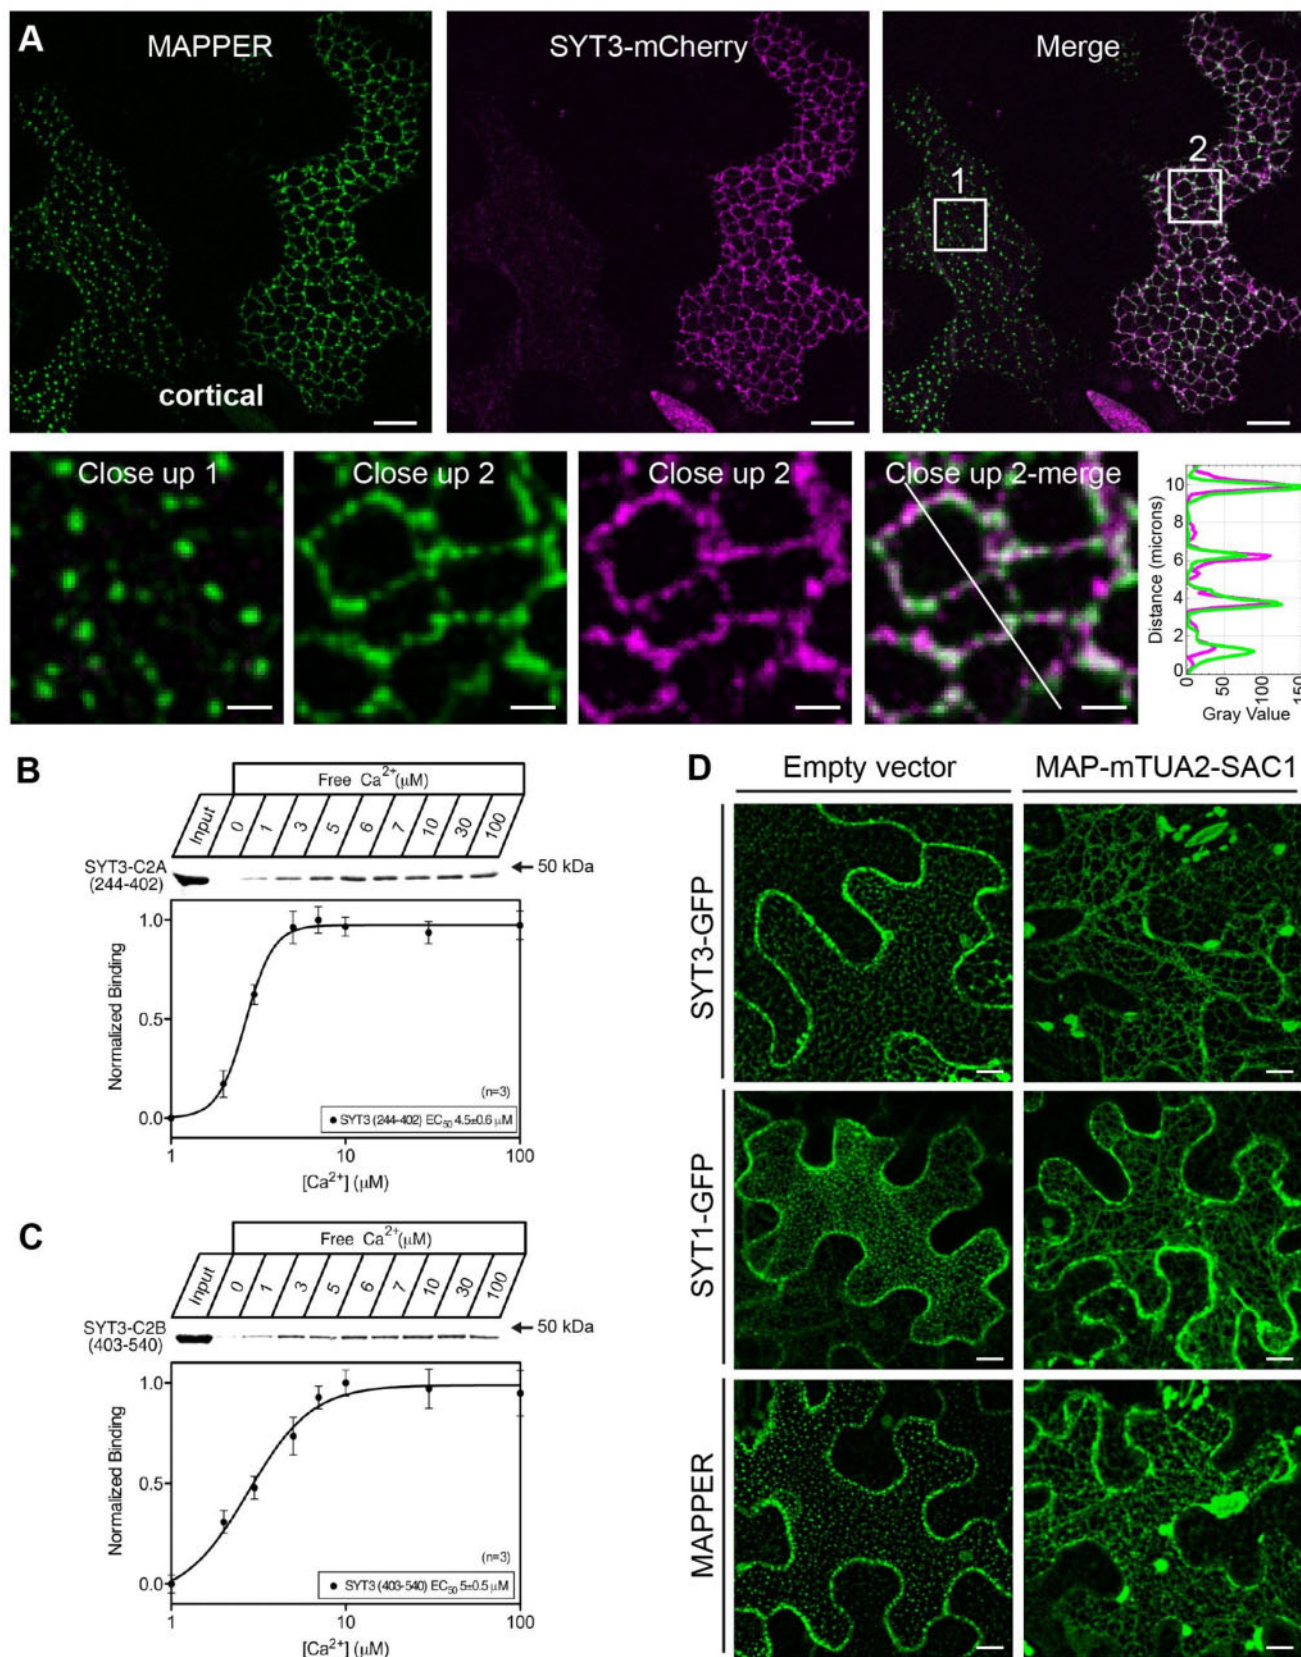 A
MAPPER
SYT3-mCherry
Merge
1
2
cortical
Close up 1
Close up 2
Close up 2
Close up 2-merge
Distance (microns)
10
8
6
4
2
0
0
50
100
150
Gray Value
B
Free Ca2+(μM)
Input
0
1
3
5
6
7
10
30
100
SYT3-C2A
(244-402)
50 kDa
Normalized Binding
1.0
0.5
0.0
(n=3)
SYT3 (244-402) EC50 4.5±0.6 μM
1
10
100
[Ca2+] (μM)
C
Free Ca2+(μM)
Input
0
1
3
5
6
7
10
30
100
SYT3-C2B
(403-540)
50 kDa
Normalized Binding
1.0
0.5
0.0
(n=3)
SYT3 (403-540) EC50 5±0.5 μM
1
10
100
[Ca2+] (μM)
D
Empty vector
MAP-mTUA2-SAC1
SYT3-GFP
SYT1-GFP
MAPPER